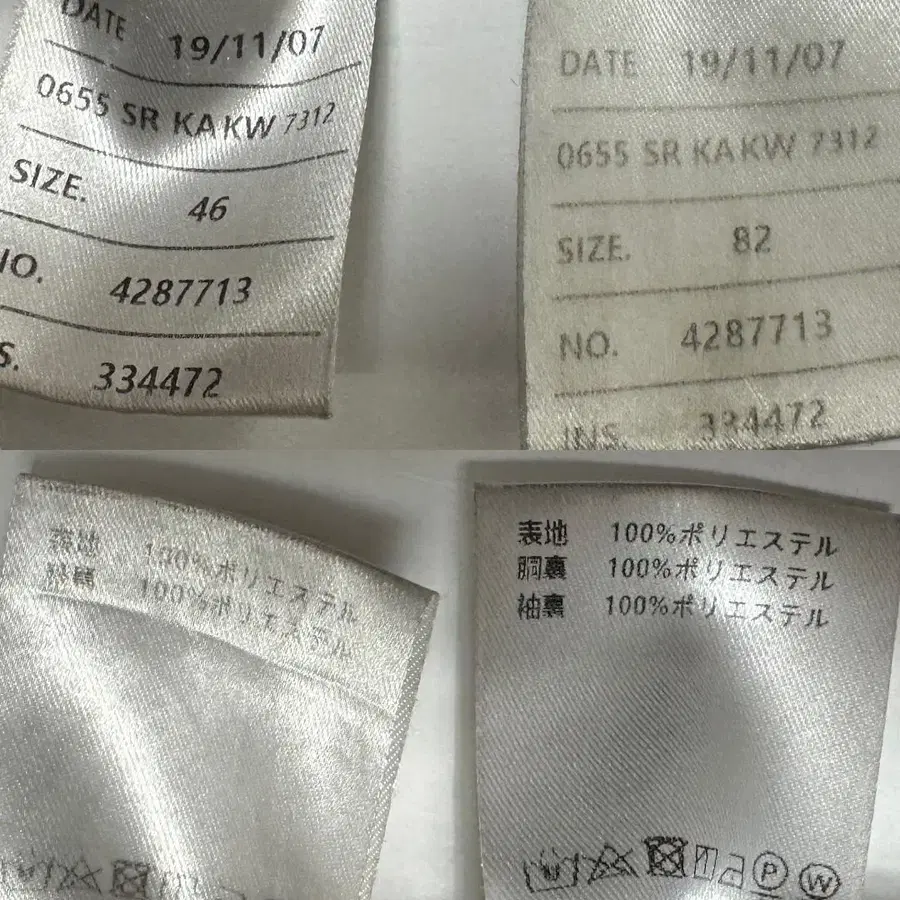 DATE 19/11/07
0655 SR KA KW 7312
SIZE. 46
NO. 4287713
S. 334472
DATE 19/11/07
0655 SR KA KW 7312
SIZE. 82
NO. 4287713
INS. 334472
表地 100%ポリエステル
100%ポリエステル
表地 100%ポリエステル
胴裏 100%ポリエステル
袖裏 100%ポリエステル
P W